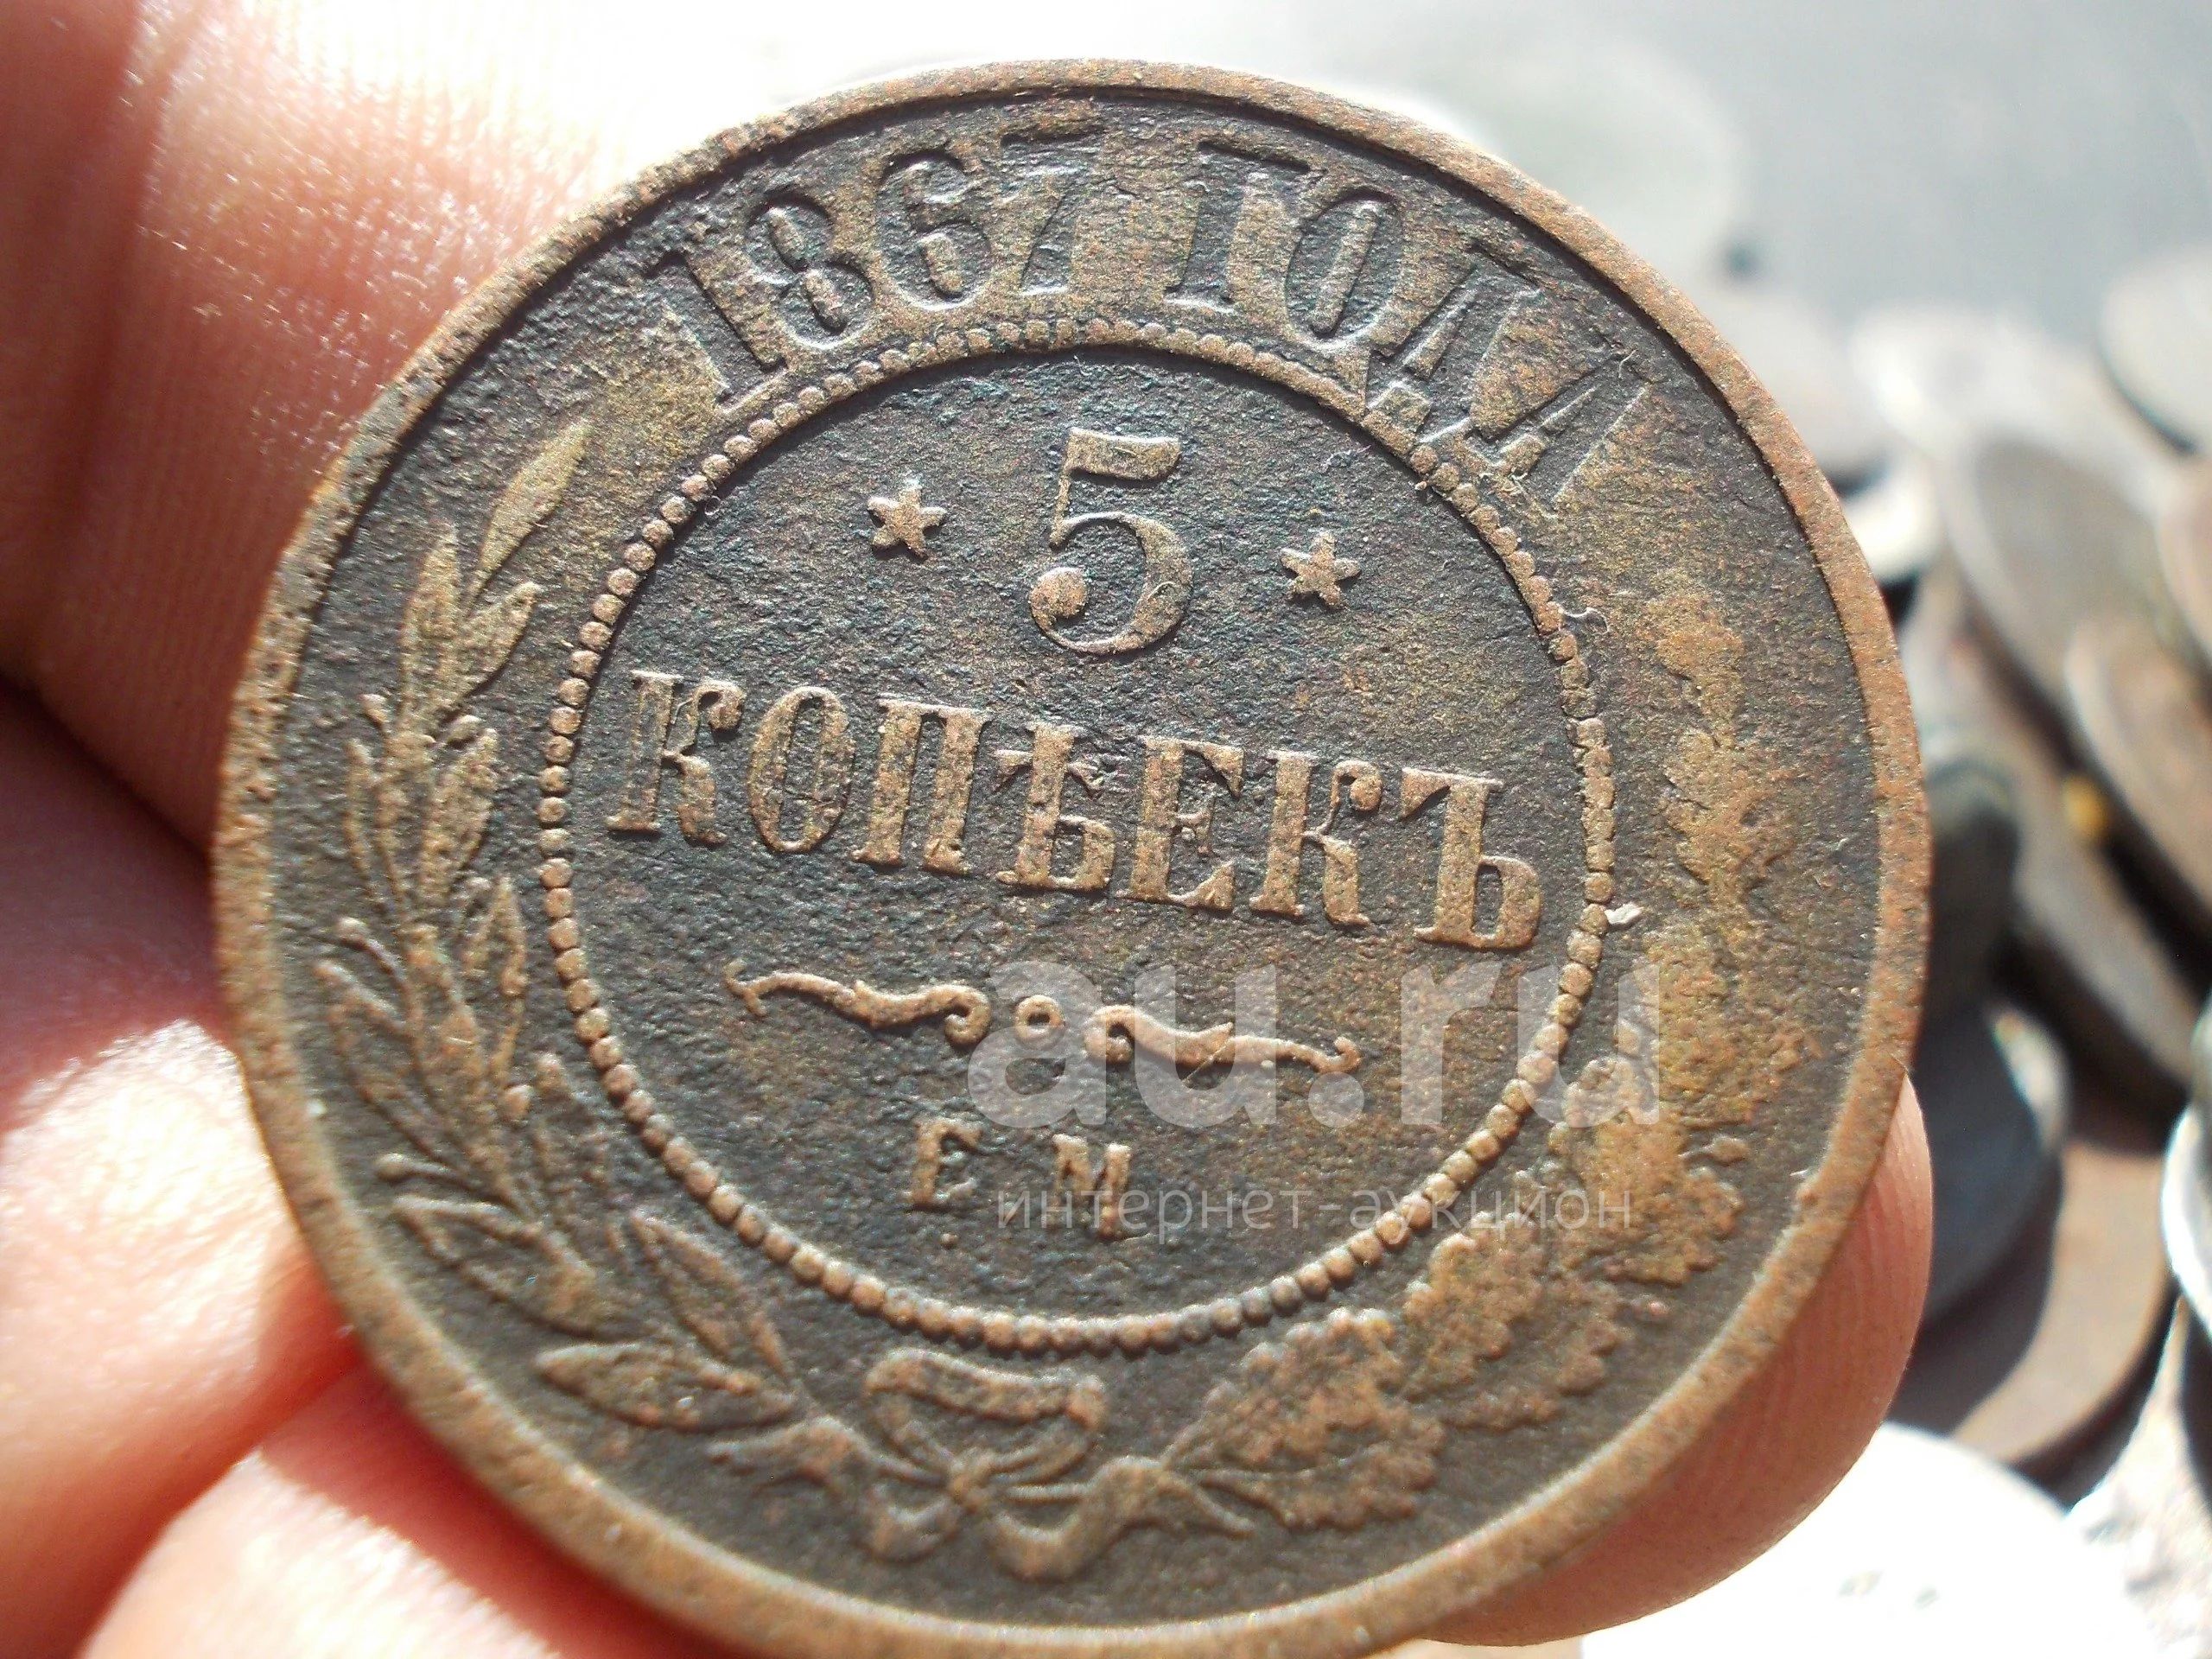 1867 ГОДА
5
КОПѢЕКЪ
Е М
au.ru
интернет-аукцион